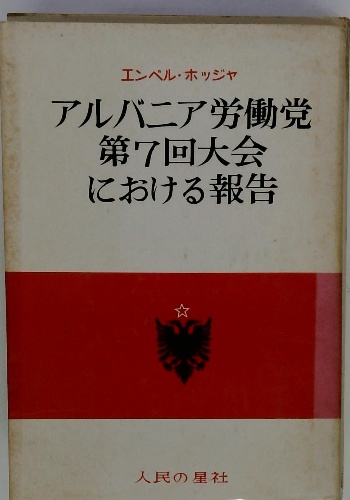 エンベル・ホッジャ
アルバニア労働党
第7回大会
における報告
人民の星社